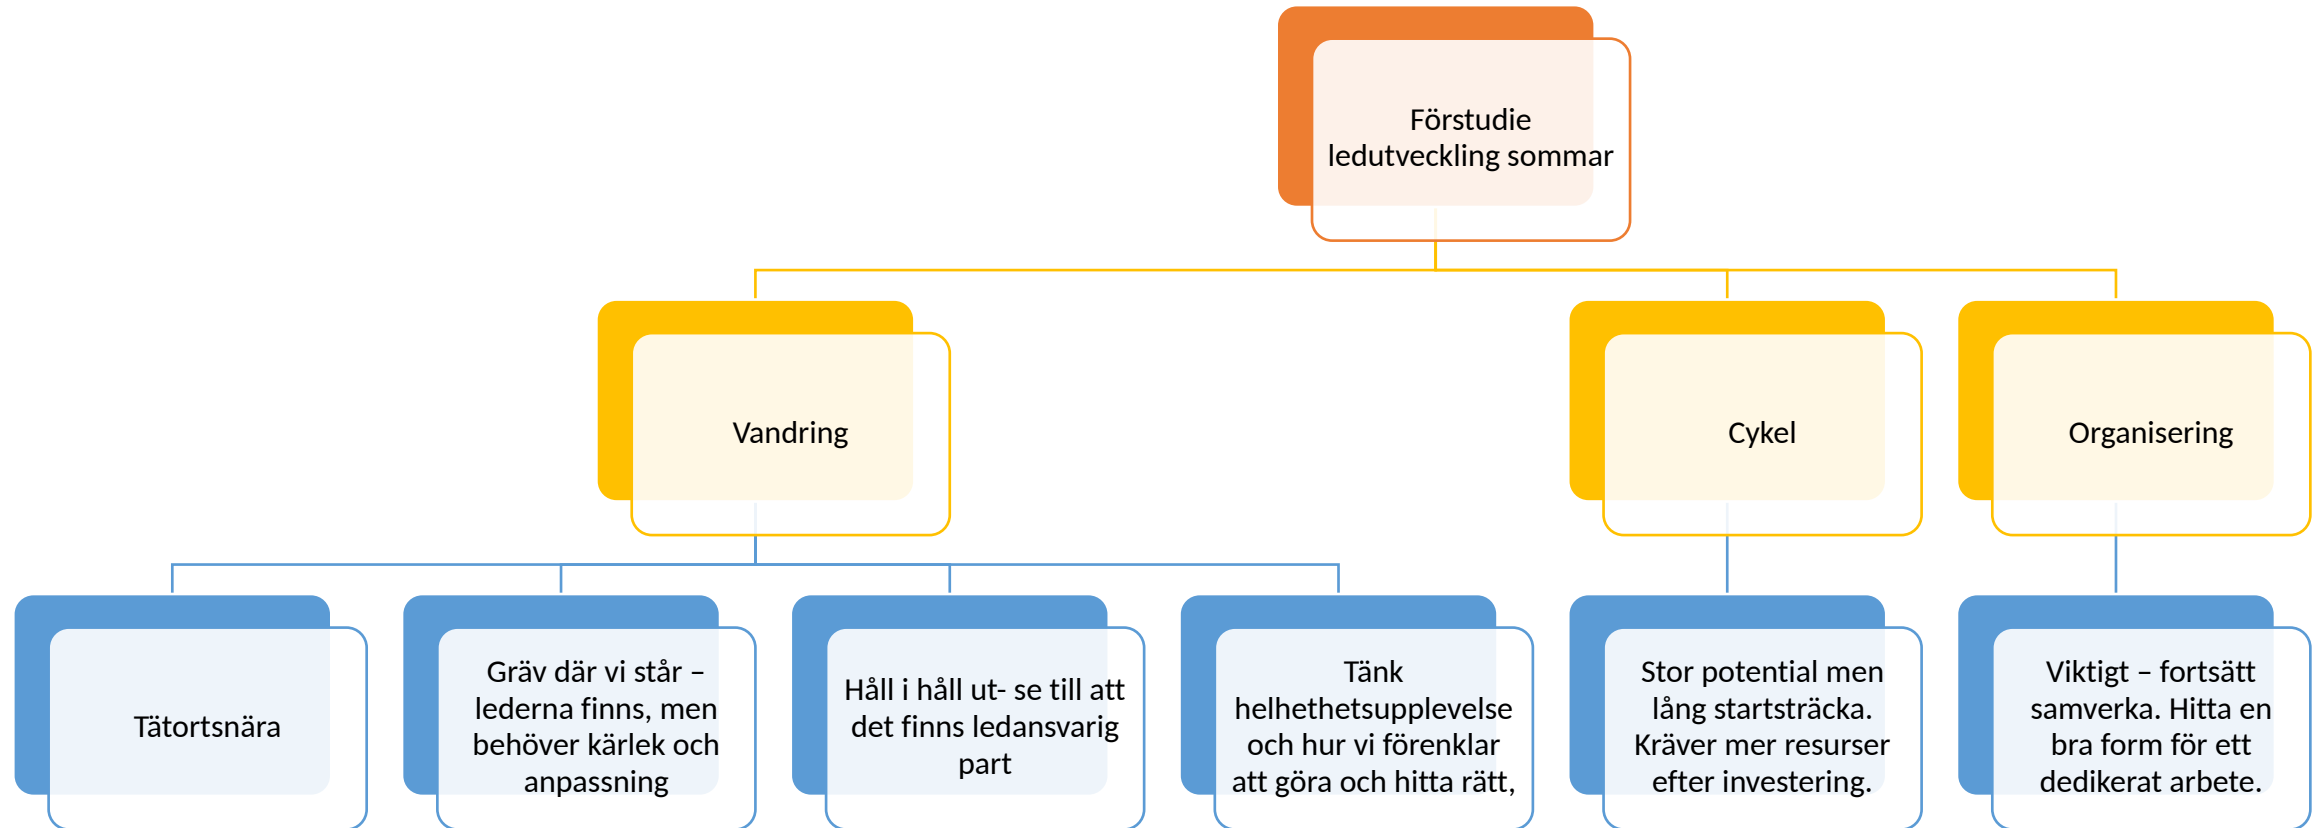 Förstudie
ledutveckling sommar
Vandring
Cykel
Organisering
Tätortsnära
Gräv där vi står –
lederna finns, men
behöver kärlek och
anpassning
Håll i håll ut- se till att
det finns ledansvarig
part
Tänk
helhethetsupplevelse
och hur vi förenklar
att göra och hitta rätt,
Stor potential men
lång startsträcka.
Kräver mer resurser
efter investering.
Viktigt – fortsätt
samverka. Hitta en
bra form för ett
dedikerat arbete.